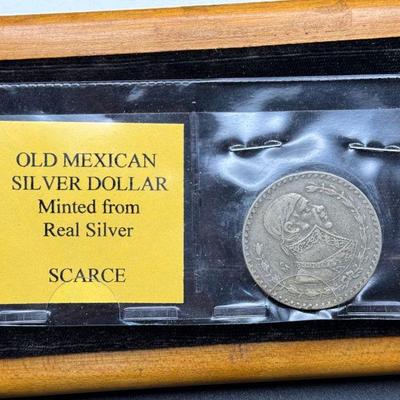 OLD MEXICAN
SILVER DOLLAR
Minted from
Real Silver
SCARCE